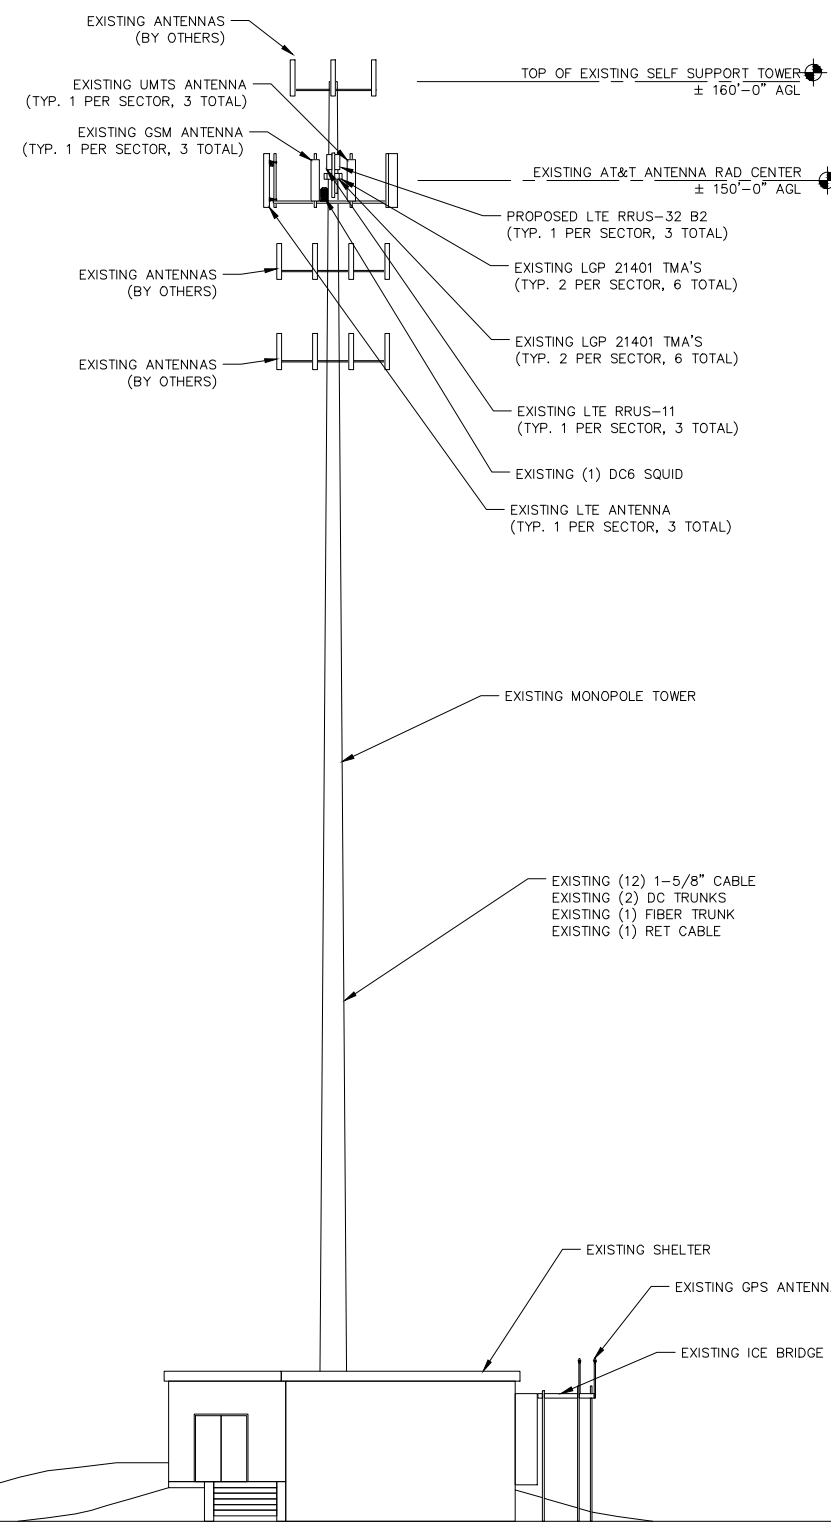 EXISTING ANTENNAS
(BY OTHERS)
TOP OF EXISTING SELF SUPPORT TOWER
± 160'-0" AGL
EXISTING UMTS ANTENNA
(TYP. 1 PER SECTOR, 3 TOTAL)
EXISTING GSM ANTENNA
(TYP. 1 PER SECTOR, 3 TOTAL)
EXISTING AT&T ANTENNA RAD CENTER
± 150'-0" AGL
PROPOSED LTE RRUS-32 B2
(TYP. 1 PER SECTOR, 3 TOTAL)
EXISTING ANTENNAS
(BY OTHERS)
EXISTING LGP 21401 TMA'S
(TYP. 2 PER SECTOR, 6 TOTAL)
EXISTING LGP 21401 TMA'S
(TYP. 2 PER SECTOR, 6 TOTAL)
EXISTING ANTENNAS
(BY OTHERS)
EXISTING LTE RRUS-11
(TYP. 1 PER SECTOR, 3 TOTAL)
EXISTING (1) DC6 SQUID
EXISTING LTE ANTENNA
(TYP. 1 PER SECTOR, 3 TOTAL)
EXISTING MONOPOLE TOWER
EXISTING (12) 1-5/8" CABLE
EXISTING (2) DC TRUNKS
EXISTING (1) FIBER TRUNK
EXISTING (1) RET CABLE
EXISTING SHELTER
EXISTING GPS ANTENN
EXISTING ICE BRIDGE